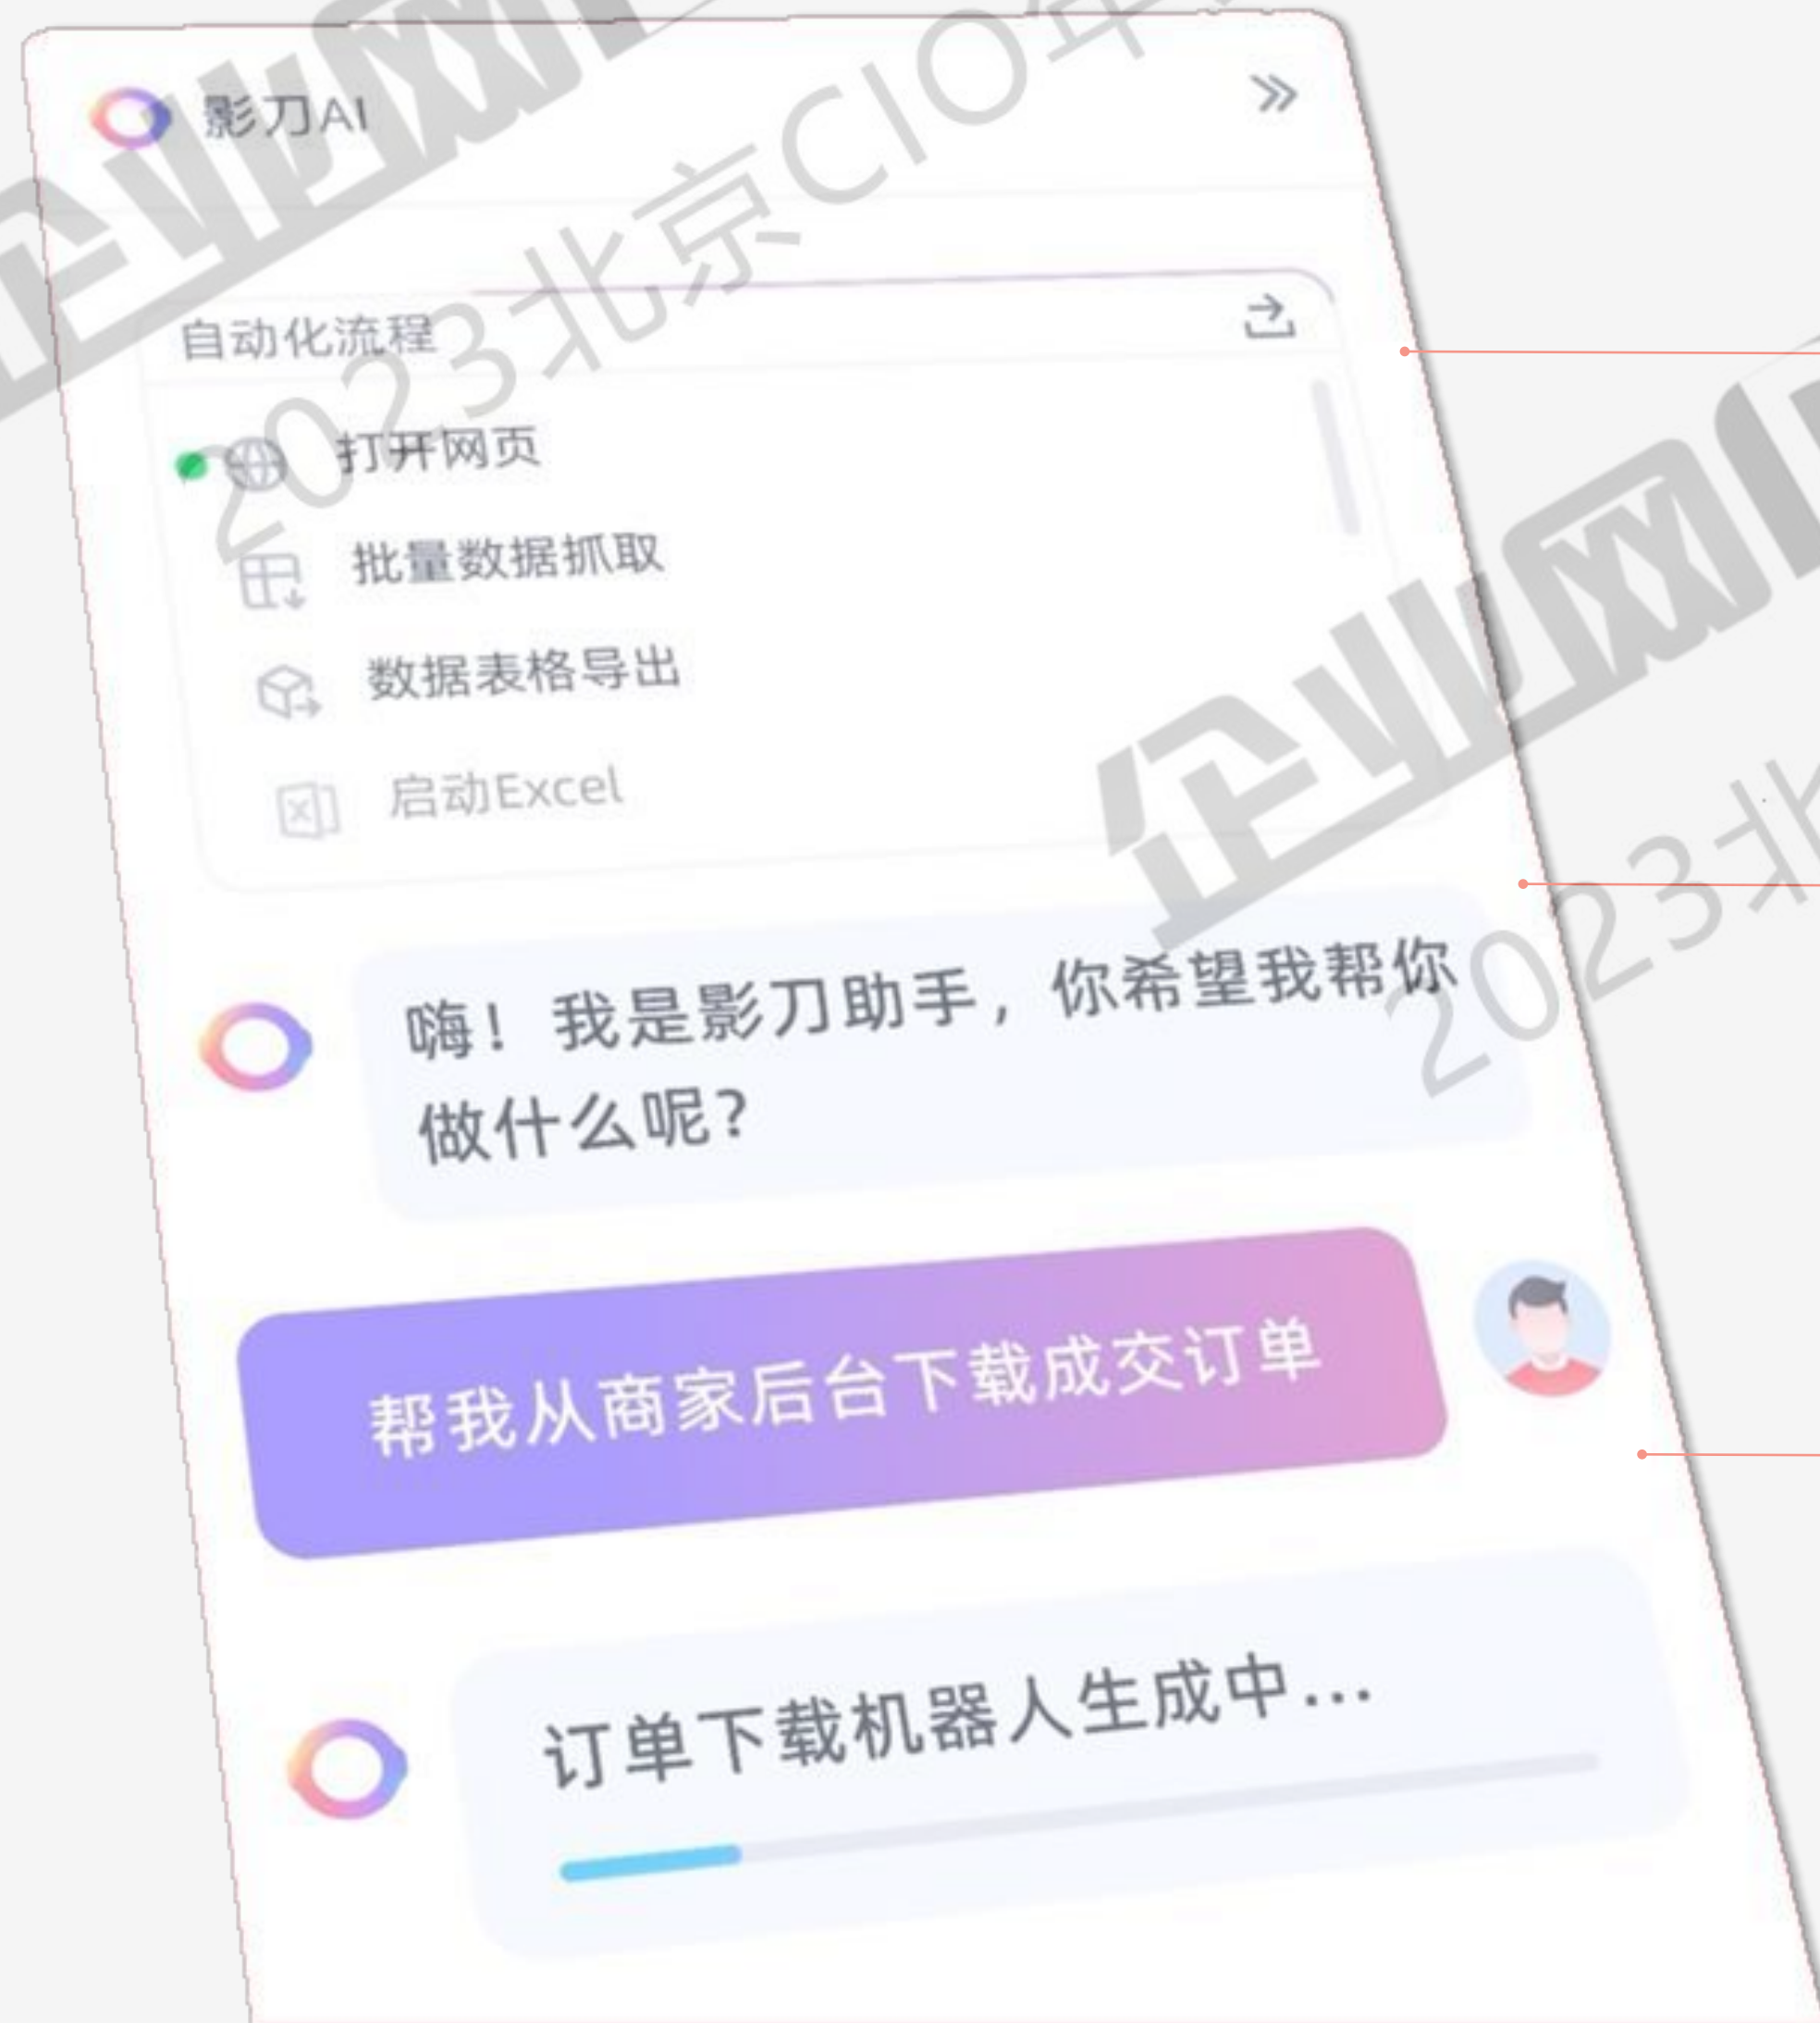 影刀AI
自动化流程
打开网页
批量数据抓取
数据表格导出
启动Excel
嗨！我是影刀助手，你希望我帮你
做什么呢？
帮我从商家后台下载成交订单
订单下载机器人生成中...
企业网
2023北京CIO年
企业网
2023北